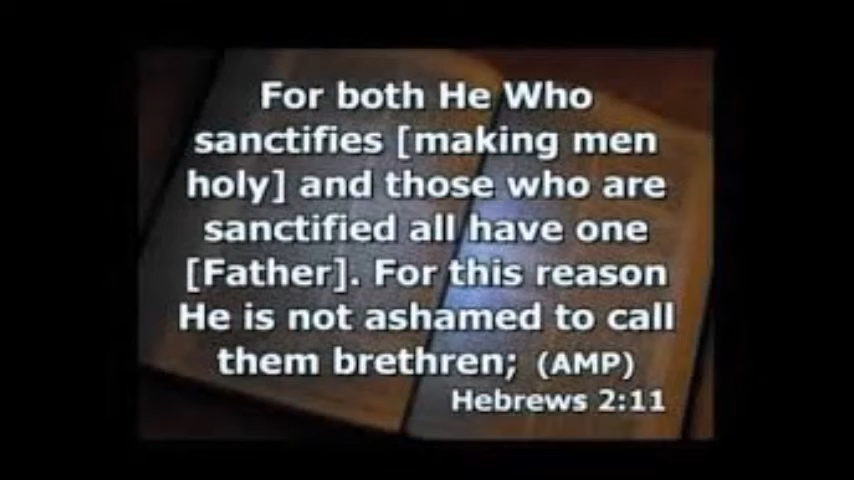 For both He Who
sanctifies [making men
holy] and those who are
sanctified all have one
[Father]. For this reason
He is not ashamed to call
them brethren; (AMP)
Hebrews 2:11